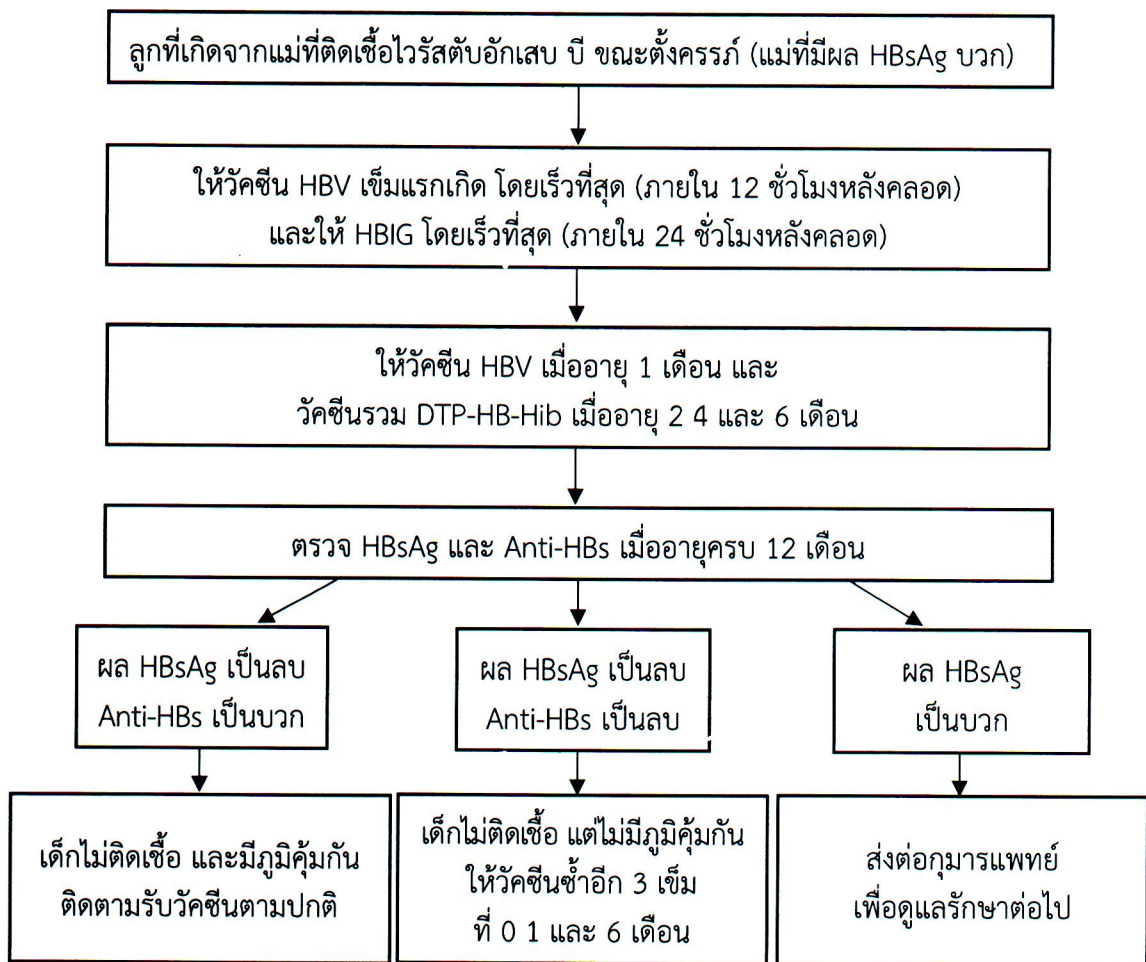 ลูกที่เกิดจากแม่ที่ติดเชื้อไวรัสตับอักเสบ บี ขณะตั้งครรภ์ (แม่ที่มีผล HBsAg บวก)
ให้วัคซีน HBV เข็มแรกเกิด โดยเร็วที่สุด (ภายใน 12 ชั่วโมงหลังคลอด)
และให้ HBIG โดยเร็วที่สุด (ภายใน 24 ชั่วโมงหลังคลอด)
ให้วัคซีน HBV เมื่ออายุ 1 เดือน และ
วัคซีนรวม DTP-HB-Hib เมื่ออายุ 2 4 และ 6 เดือน
ตรวจ HBsAg และ Anti-HBs เมื่ออายุครบ 12 เดือน
ผล HBsAg เป็นลบ
Anti-HBs เป็นบวก
ผล HBsAg เป็นลบ
Anti-HBs เป็นลบ
ผล HBsAg
เป็นบวก
เด็กไม่ติดเชื้อ และมีภูมิคุ้มกัน
ติดตามรับวัคซีนตามปกติ
เด็กไม่ติดเชื้อ แต่ไม่มีภูมิคุ้มกัน
ให้วัคซีนซ้ำอีก 3 เข็ม
ที่ 0 1 และ 6 เดือน
ส่งต่อกุมารแพทย์
เพื่อดูแลรักษาต่อไป